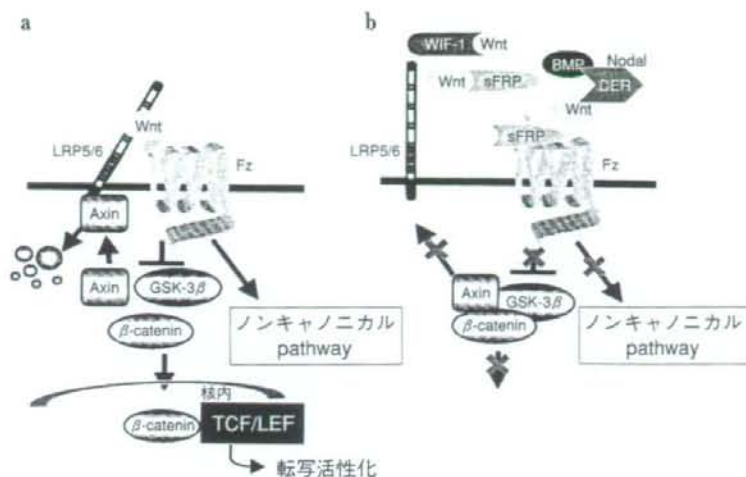 a
Wnt
LRP5/6
Fz
Axin
Axin
GSK-3β
β-catenin
ノンキャノニカル
pathway
核内
β-catenin
TCF/LEF
転写活性化
b
WIF-1
Wnt
BMP
Nodal
Wnt
sFRP
DER
Wnt
sFRP
LRP5/6
Fz
Axin
GSK-3β
β-catenin
ノンキャノニカル
pathway